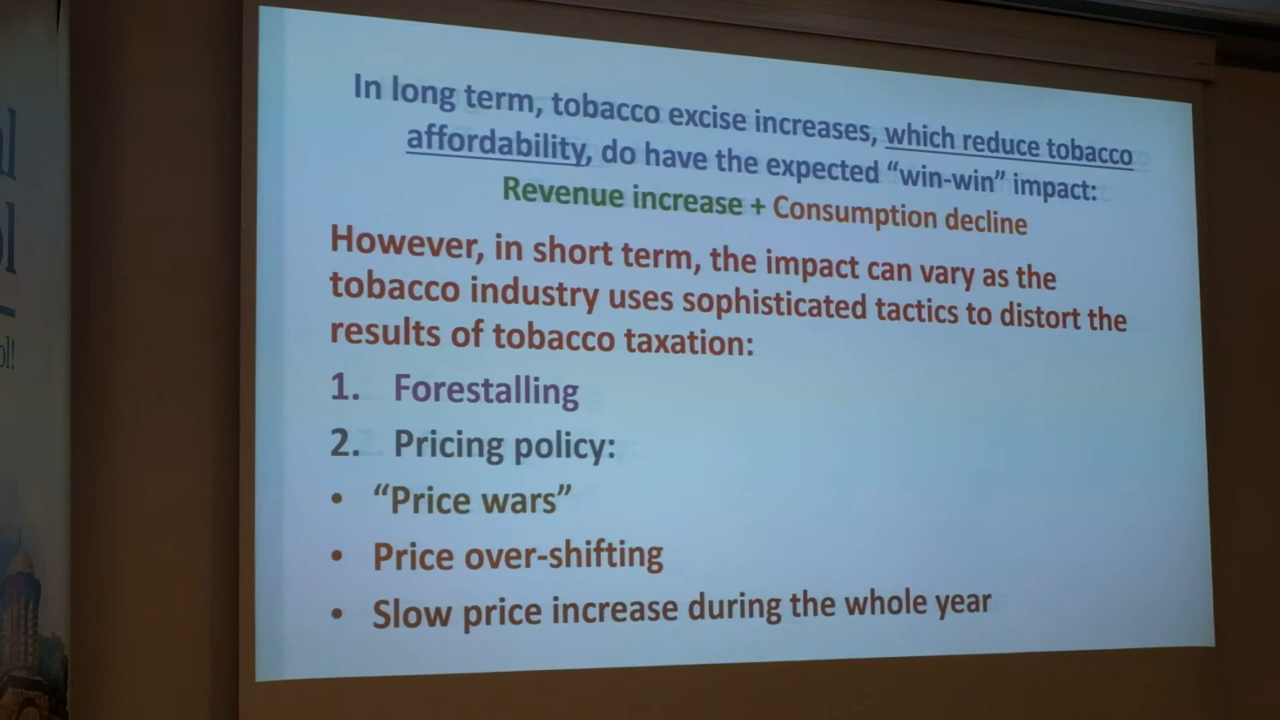 al
ol
ol!
In long term, tobacco excise increases, which reduce tobacco
affordability, do have the expected “win-win” impact:
Revenue increase + Consumption decline
However, in short term, the impact can vary as the
tobacco industry uses sophisticated tactics to distort the
results of tobacco taxation:
1. Forestalling
2. Pricing policy:
• “Price wars”
• Price over-shifting
• Slow price increase during the whole year